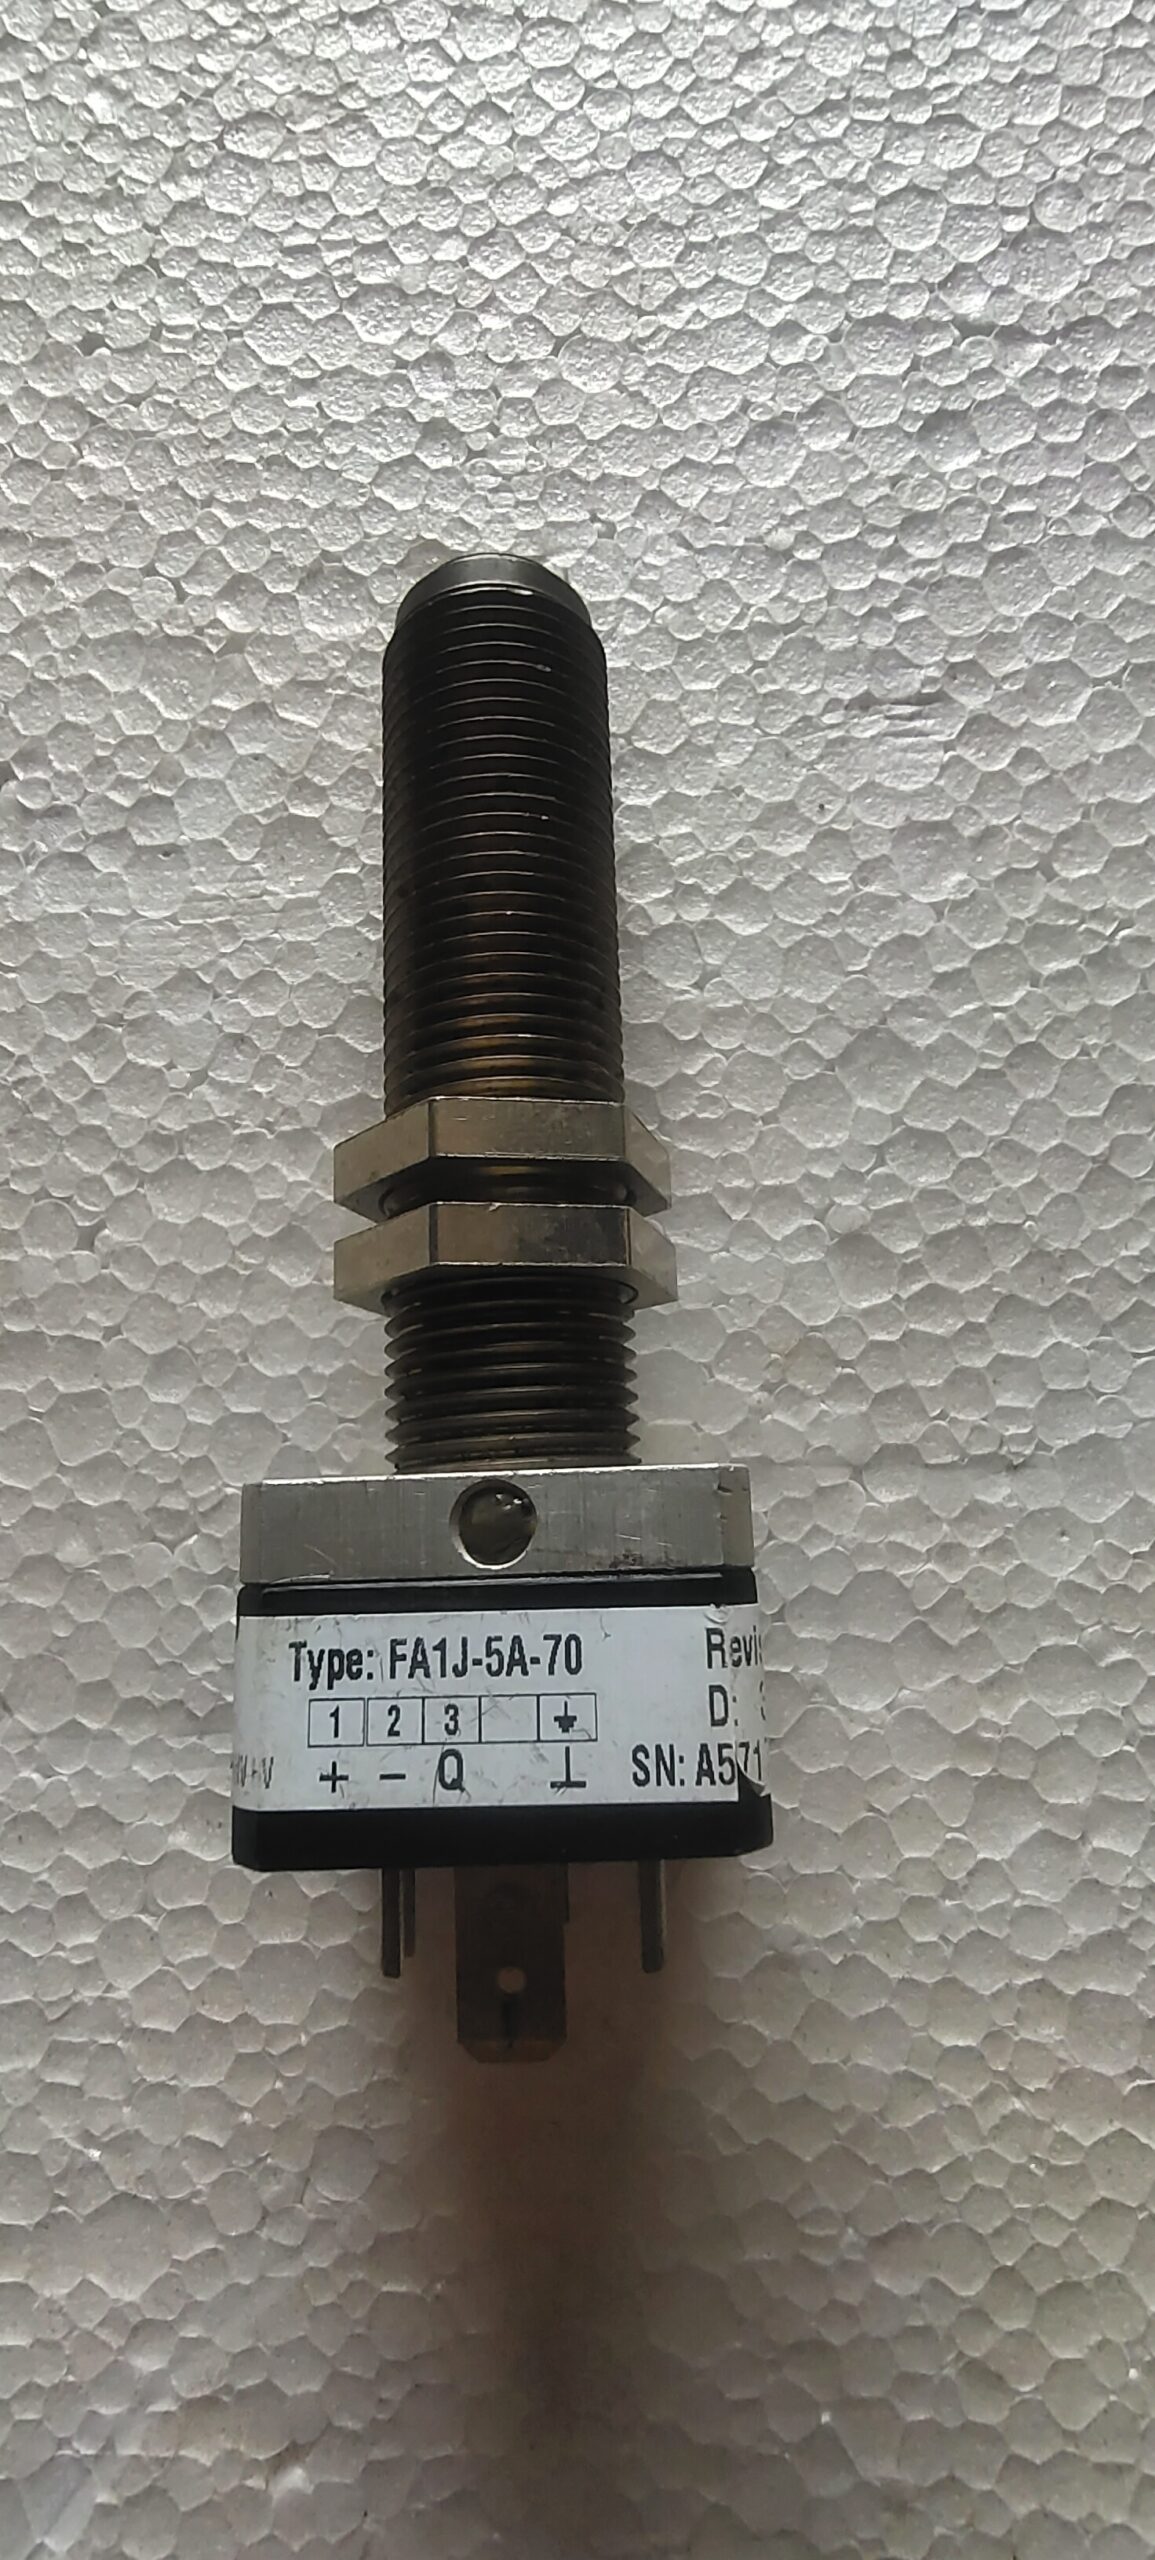 Type: FA1J-5A-70
1 2 3 ⏚
+ − Q ⊥
D:
SN: A571